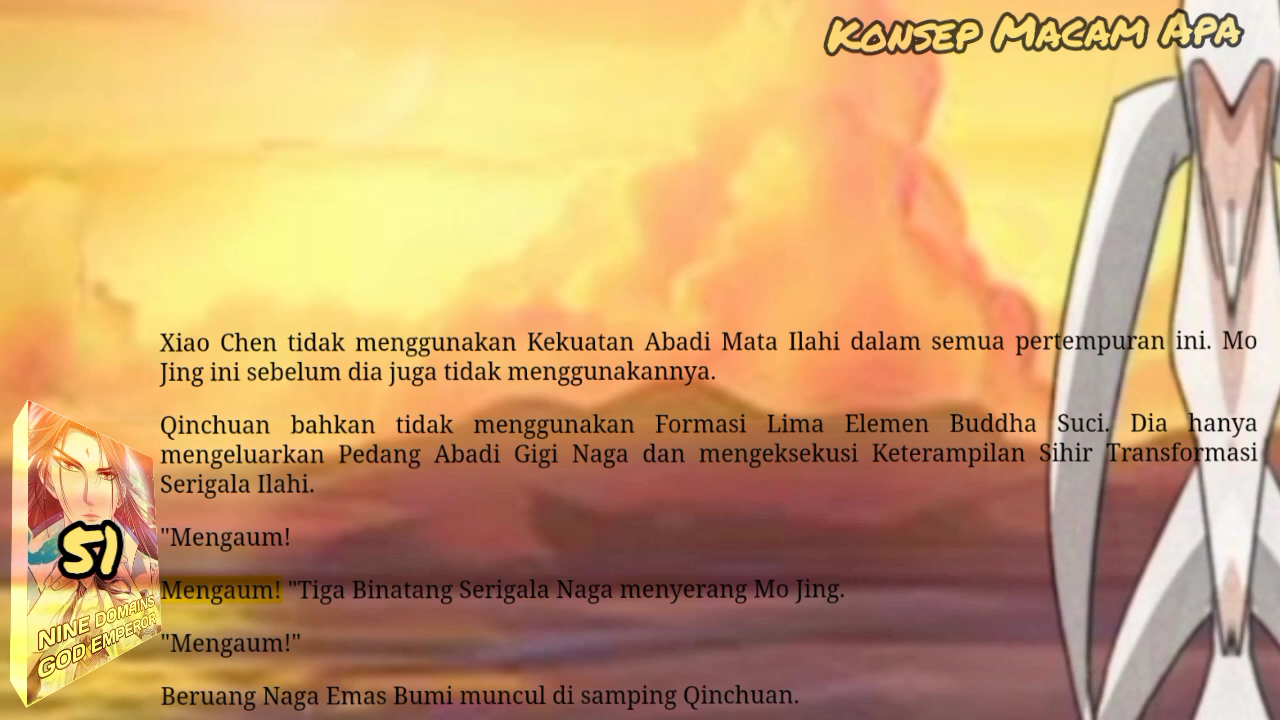 Konsep Macam Apa
Xiao Chen tidak menggunakan Kekuatan Abadi Mata Ilahi dalam semua pertempuran ini. Mo
Jing ini sebelum dia juga tidak menggunakannya.
Qinchuan bahkan tidak menggunakan Formasi Lima Elemen Buddha Suci. Dia hanya
mengeluarkan Pedang Abadi Gigi Naga dan mengeksekusi Keterampilan Sihir Transformasi
Serigala Ilahi.
"Mengaum!
Mengaum! "Tiga Binatang Serigala Naga menyerang Mo Jing.
"Mengaum!"
Beruang Naga Emas Bumi muncul di samping Qinchuan.
51
NINE DOMAINS
GOD EMPEROR